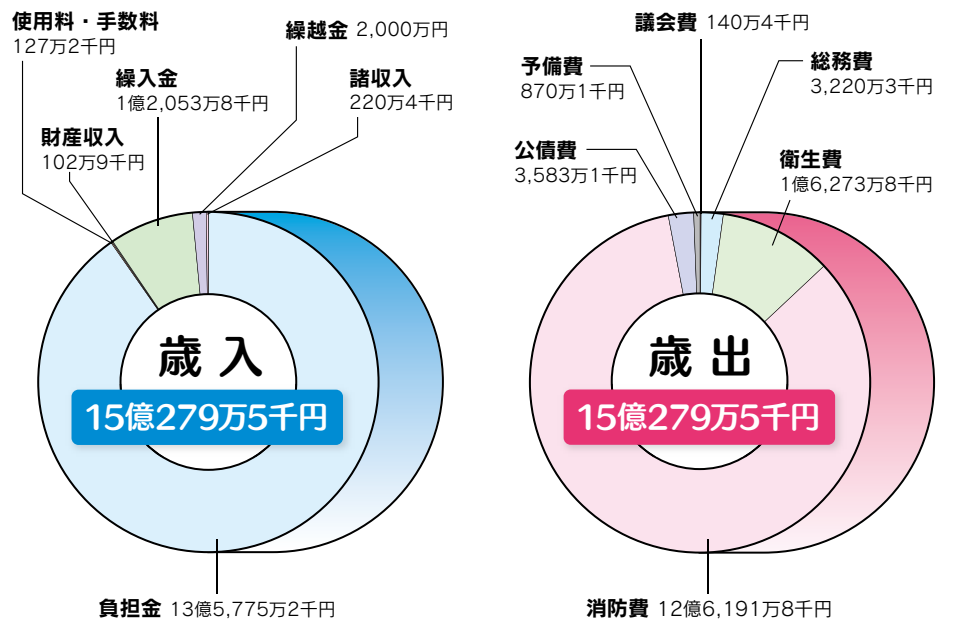 使用料・手数料
127万2千円
繰入金
1億2,053万8千円
財産収入
102万9千円
繰越金 2,000万円
諸収入
220万4千円
歳入
15億279万5千円
負担金 13億5,775万2千円
議会費 140万4千円
予備費
870万1千円
総務費
3,220万3千円
公債費
3,583万1千円
衛生費
1億6,273万8千円
歳出
15億279万5千円
消防費 12億6,191万8千円